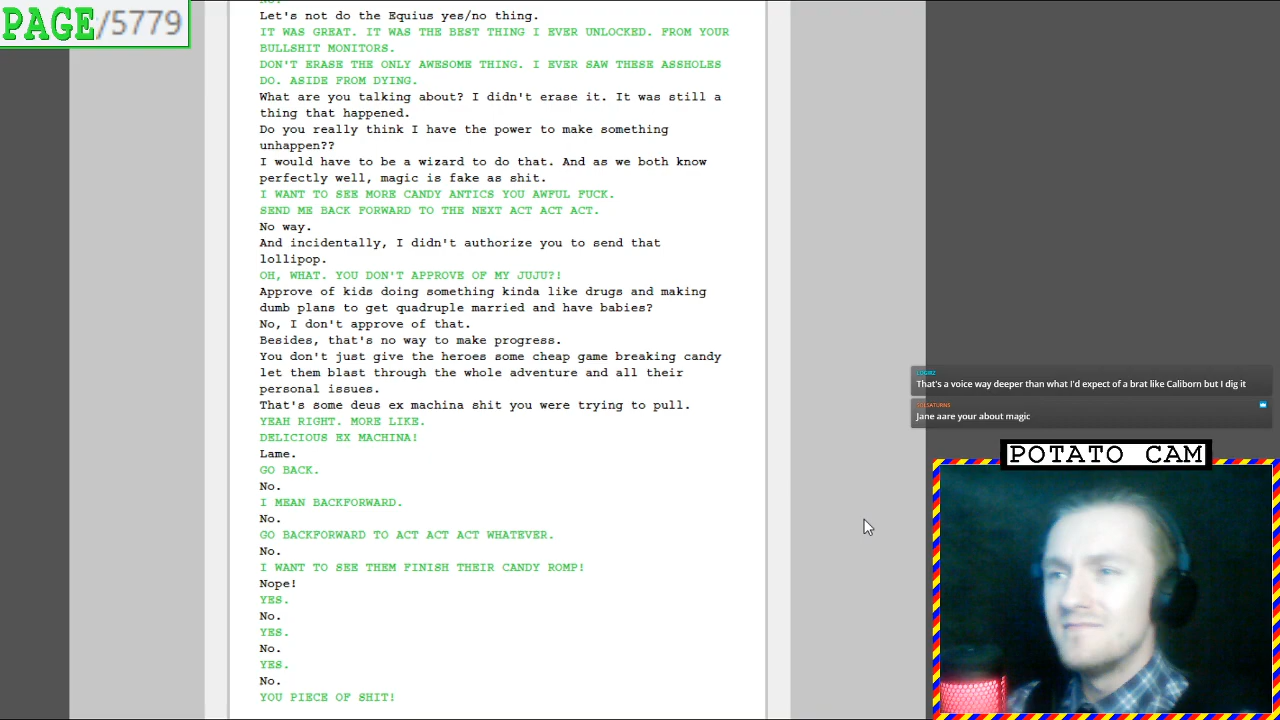 PAGE/5779
Let's not do the Equius yes/no thing.
IT WAS GREAT. IT WAS THE BEST THING I EVER UNLOCKED. FROM YOUR
BULLSHIT MONITORS.
DON'T ERASE THE ONLY AWESOME THING. I EVER SAW THESE ASSHOLES
DO. ASIDE FROM DYING.
What are you talking about? I didn't erase it. It was still a
thing that happened.
Do you really think I have the power to make something
unhappen??
I would have to be a wizard to do that. And as we both know
perfectly well, magic is fake as shit.
I WANT TO SEE MORE CANDY ANTICS YOU AWFUL FUCK.
SEND ME BACK FORWARD TO THE NEXT ACT ACT ACT.
No way.
And incidentally, I didn't authorize you to send that
lollipop.
OH, WHAT. YOU DON'T APPROVE OF MY JUJU?!
Approve of kids doing something kinda like drugs and making
dumb plans to get quadruple married and have babies?
No, I don't approve of that.
Besides, that's no way to make progress.
You don't just give the heroes some cheap game breaking candy
let them blast through the whole adventure and all their
personal issues.
That's some deus ex machina shit you were trying to pull.
YEAH RIGHT. MORE LIKE.
DELICIOUS EX MACHINA!
Lame.
GO BACK.
No.
I MEAN BACKFORWARD.
No.
GO BACKFORWARD TO ACT ACT ACT WHATEVER.
No.
I WANT TO SEE THEM FINISH THEIR CANDY ROMP!
Nope!
YES.
No.
YES.
No.
YES.
No.
YOU PIECE OF SHIT!
That's a voice way deeper than what I'd expect of a brat like Caliborn but I dig it
Jane aare your about magic
POTATO CAM